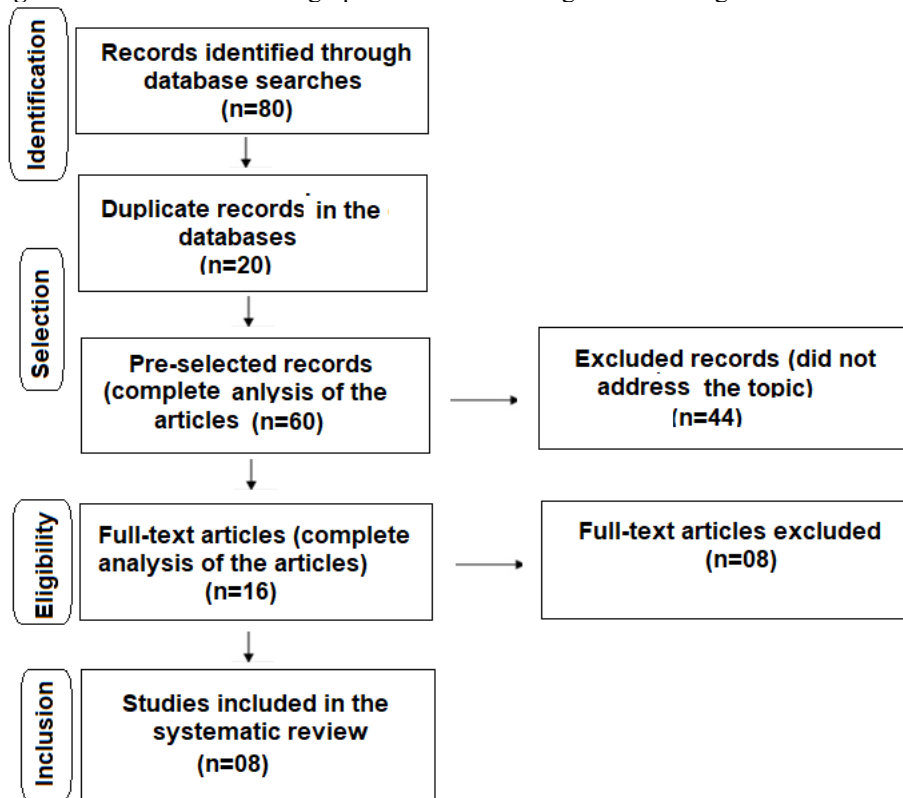 Identification
Records identified through
database searches
(n=80)
Duplicate records in the
databases
(n=20)
Selection
Pre-selected records
(complete anlysis of the
articles (n=60)
Excluded records (did not
address the topic)
(n=44)
Eligibility
Full-text articles (complete
analysis of the articles)
(n=16)
Full-text articles excluded
(n=08)
Inclusion
Studies included in the
systematic review
(n=08)